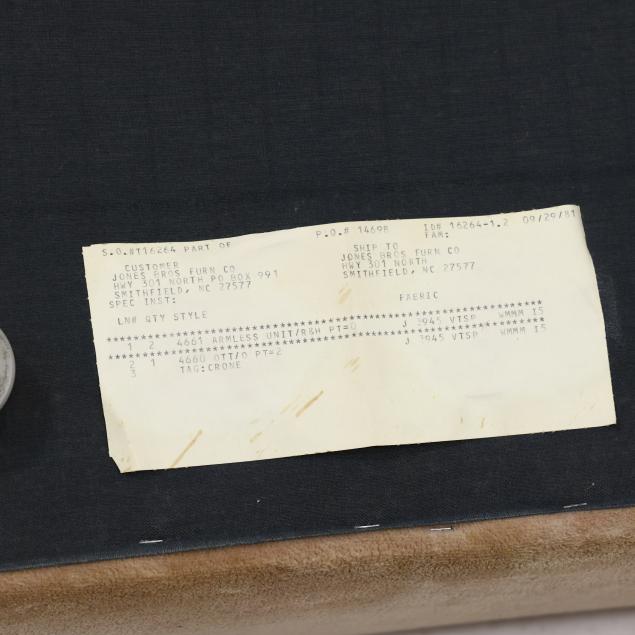 S.O.#T16264 PART OF P.O.# 14698 ID# 16264-1.2 09/29/81
FAM:
CUSTOMER SHIP TO
JONES BROS FURN CO JONES BROS FURN CO
HWY 301 NORTH PO BOX 991 HWY 301 NORTH
SMITHFIELD, NC 27577 SMITHFIELD, NC 27577
SPEC INST:
LN# QTY STYLE FABRIC
************************************************************
1 2 4661 ARMLESS UNIT/R&H PT=0 J 3945 VTSP WMMM I5
************************************************************
2 1 4660 OTT/O PT=2 J 3945 VTSP WMMM I5
3 TAG:CRONE